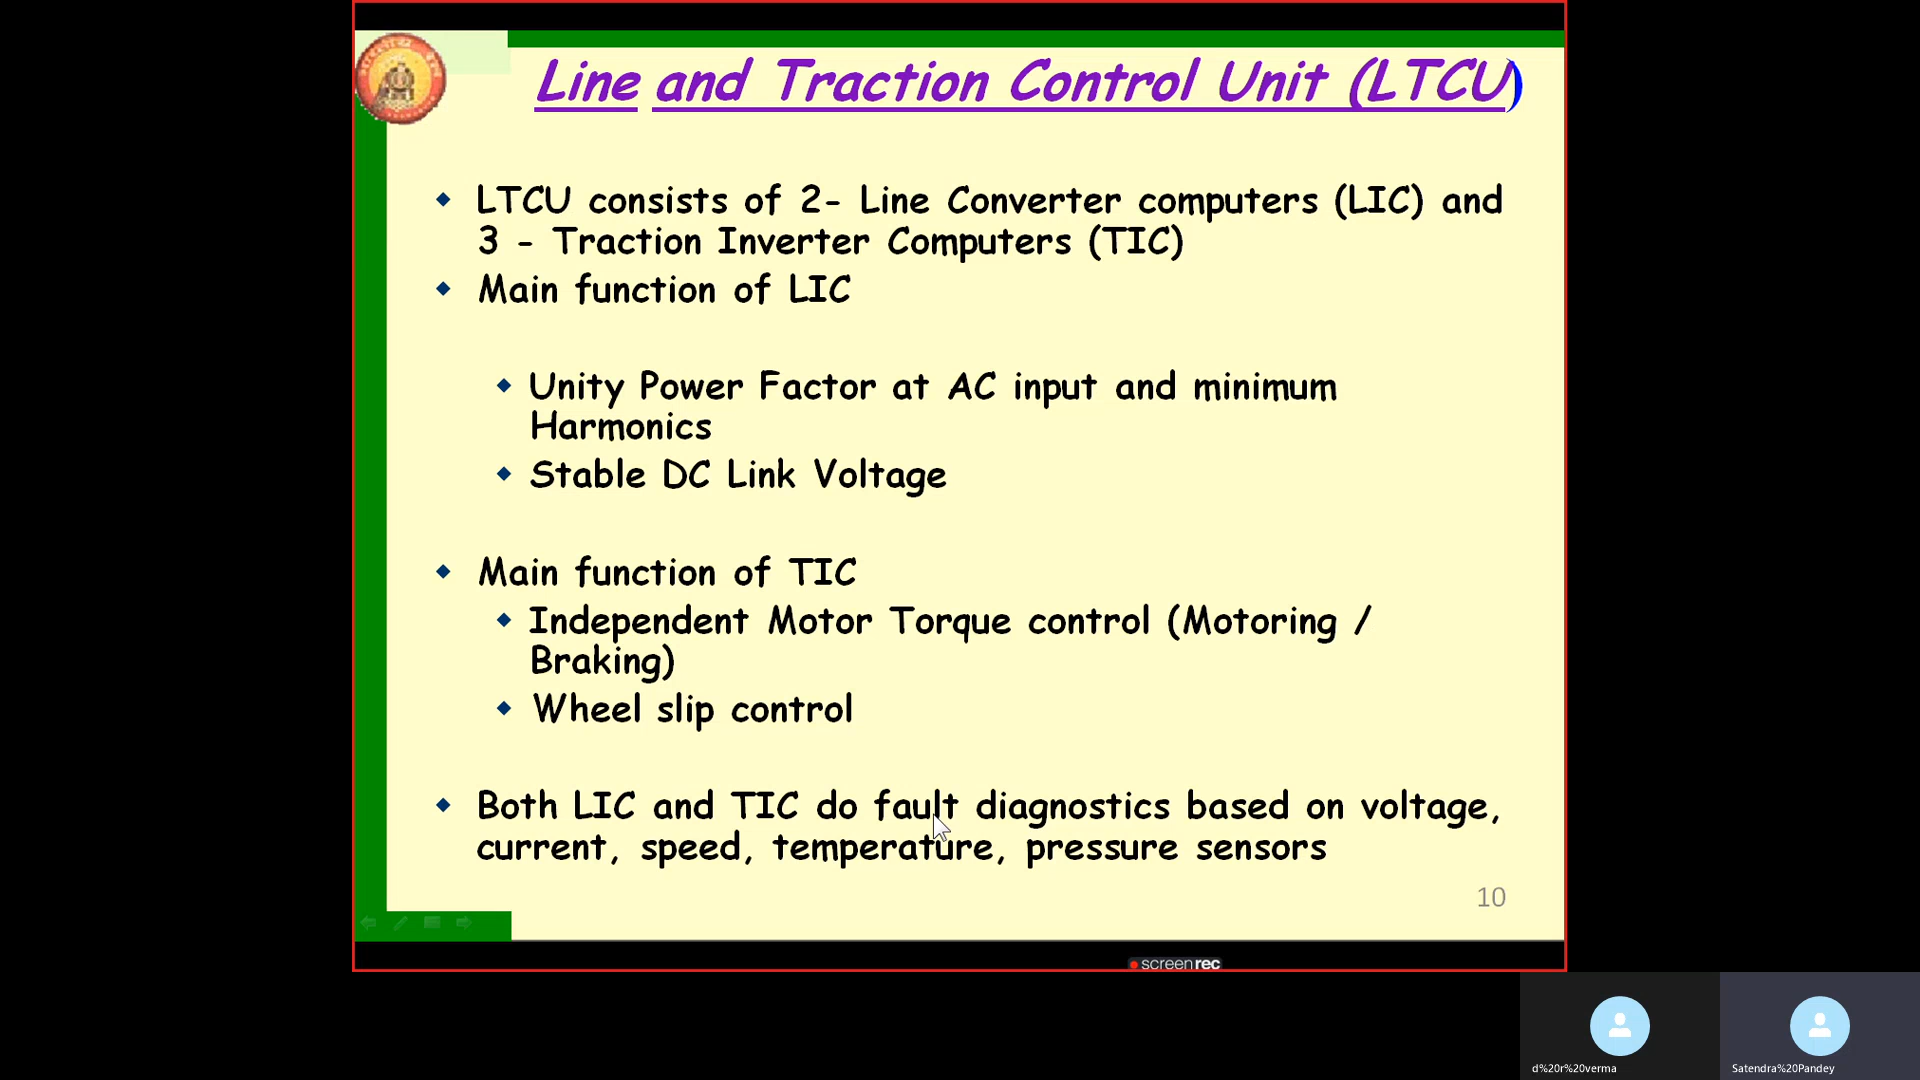 Line and Traction Control Unit (LTCU)
LTCU consists of 2- Line Converter computers (LIC) and
3 - Traction Inverter Computers (TIC)
Main function of LIC
Unity Power Factor at AC input and minimum
Harmonics
Stable DC Link Voltage
Main function of TIC
Independent Motor Torque control (Motoring /
Braking)
Wheel slip control
Both LIC and TIC do fault diagnostics based on voltage,
current, speed, temperature, pressure sensors
10
screenrec
d%20r%20verma
Satendra%20Pandey